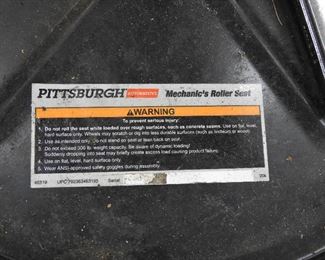 PITTSBURGH AUTOMOTIVE Mechanic's Roller Seat
WARNING
To prevent serious injury:
1. Do not roll the seat while loaded over rough surfaces, such as concrete seams. Use on flat, level,
hard surface only. Wheels may scratch or dig into less durable surfaces (such as linoleum or wood).
2. Use as intended only. Do not stand on seat or lean back on seat.
3. Do not exceed 300 lb. weight capacity. Be aware of dynamic loading!
Suddenly dropping into seat may briefly create excess load causing product failure.
4. Use on flat, level, hard surface only.
5. Wear ANSI-approved safety goggles during assembly.
UPC Serial